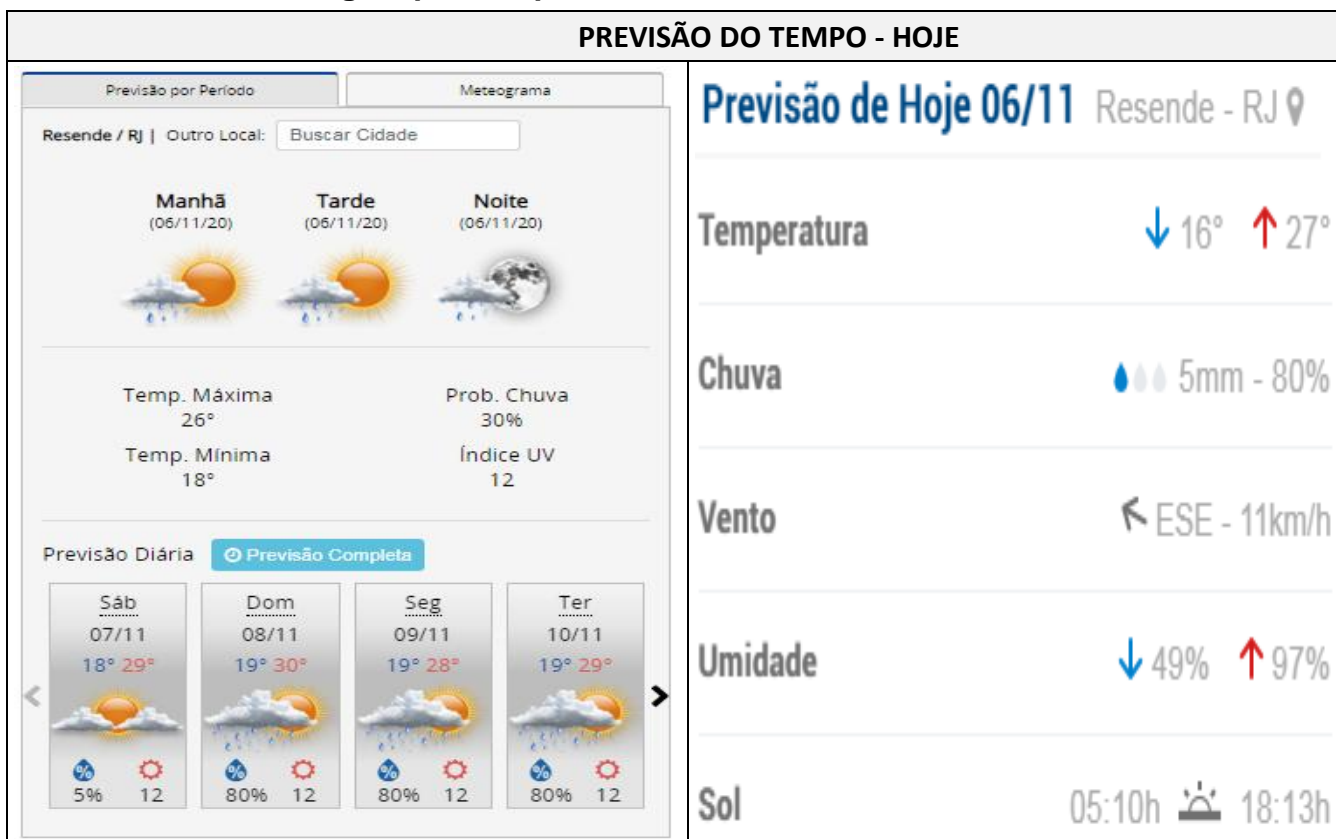 PREVISÃO DO TEMPO - HOJE
Previsão por Período
Meteograma
Resende / RJ | Outro Local: Buscar Cidade
Manhã Tarde Noite
(06/11/20) (06/11/20) (06/11/20)
Temp. Máxima Prob. Chuva
26° 30%
Temp. Mínima Índice UV
18° 12
Previsão Diária Previsão Completa
Sáb Dom Seg Ter
07/11 08/11 09/11 10/11
18° 29° 19° 30° 19° 28° 19° 29°
% % % %
5% 12 80% 12 80% 12 80% 12
Previsão de Hoje 06/11 Resende - RJ
Temperatura 16° 27°
Chuva 5mm - 80%
Vento ESE - 11km/h
Umidade 49% 97%
Sol 05:10h 18:13h